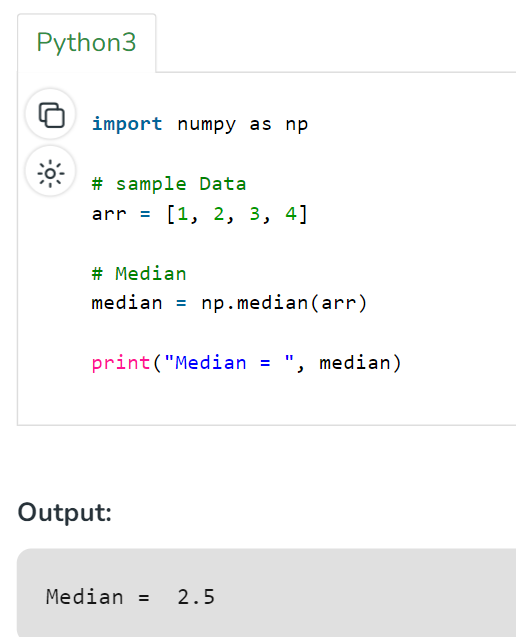 Python3
import numpy as np
# sample Data
arr = [1, 2, 3, 4]
# Median
median = np.median(arr)
print("Median = ", median)
Output:
Median =  2.5